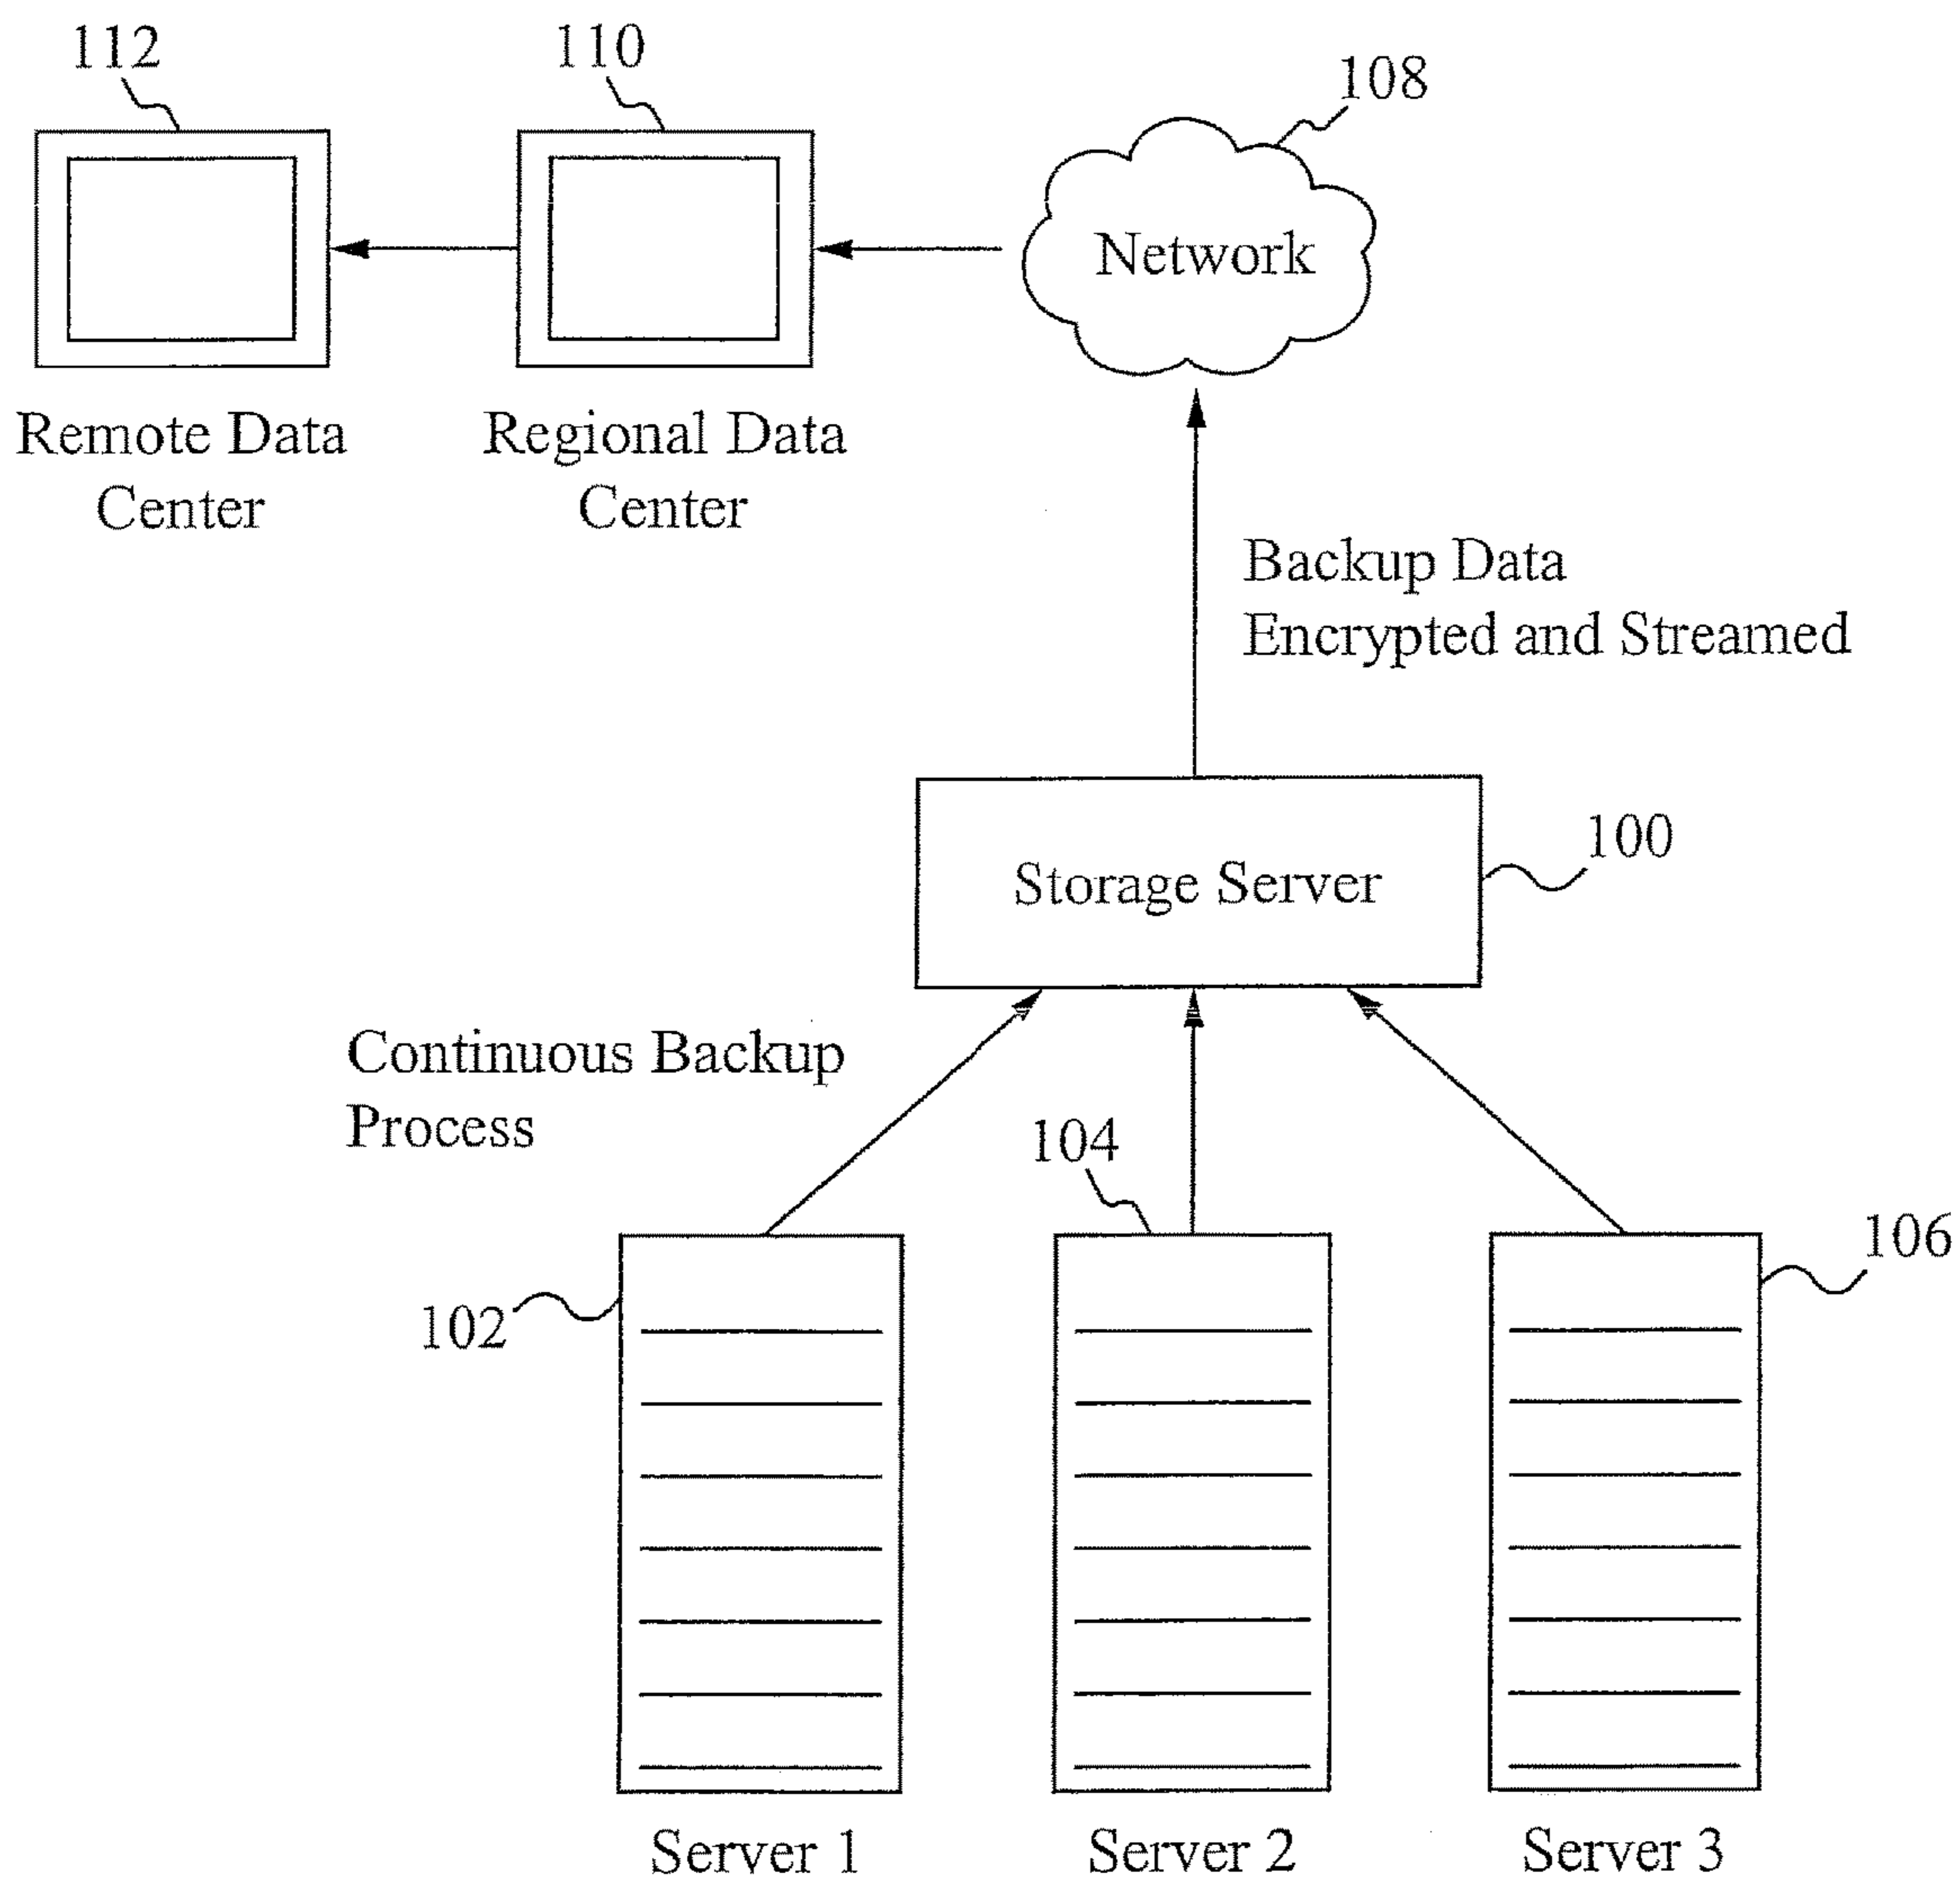 112
110
108
Network
Remote Data
Center
Regional Data
Center
Backup Data
Encrypted and Streamed
100
Storage Server
Continuous Backup
Process
104
106
102
Server 1
Server 2
Server 3